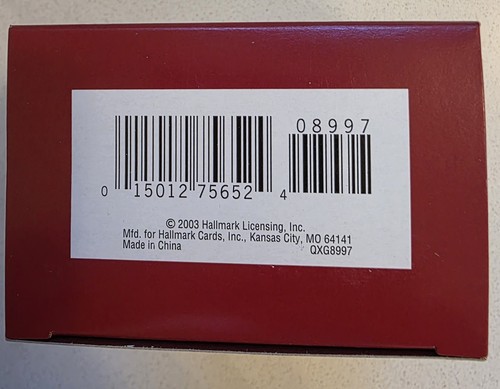 08997
0 15012 75652 4
© 2003 Hallmark Licensing, Inc.
Mfd. for Hallmark Cards, Inc., Kansas City, MO 64141
Made in China QXG8997